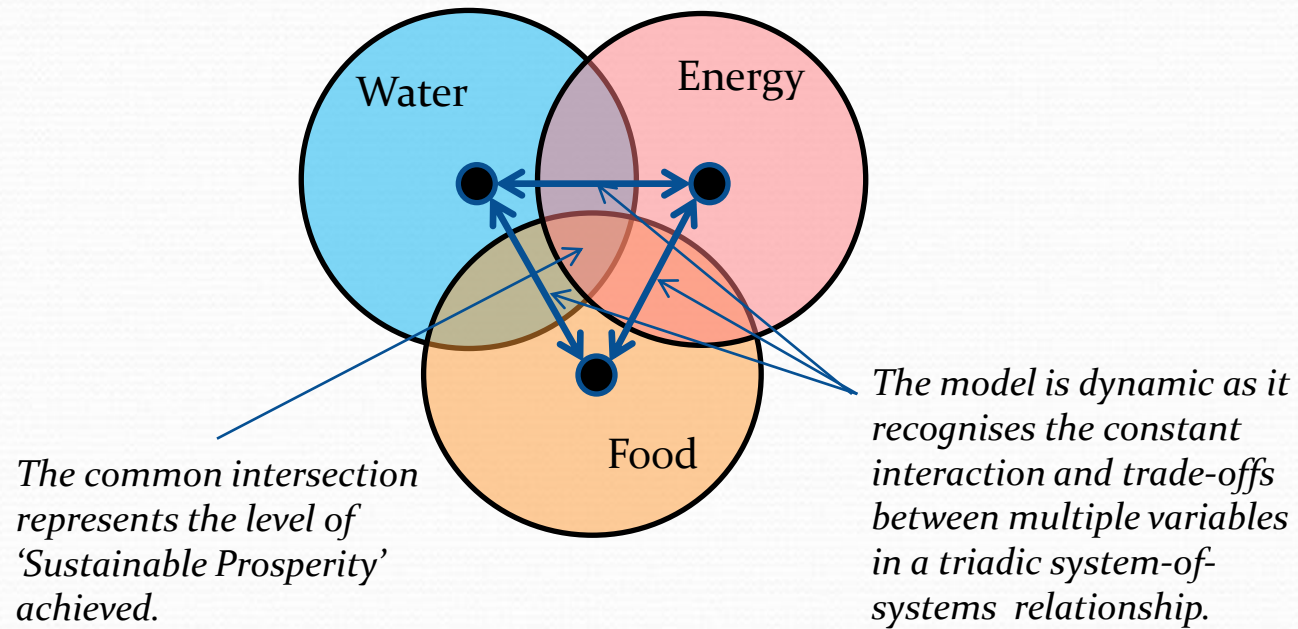 Water
Energy
Food
The common intersection
represents the level of
‘Sustainable Prosperity’
achieved.
The model is dynamic as it
recognises the constant
interaction and trade-offs
between multiple variables
in a triadic system-of-
systems relationship.